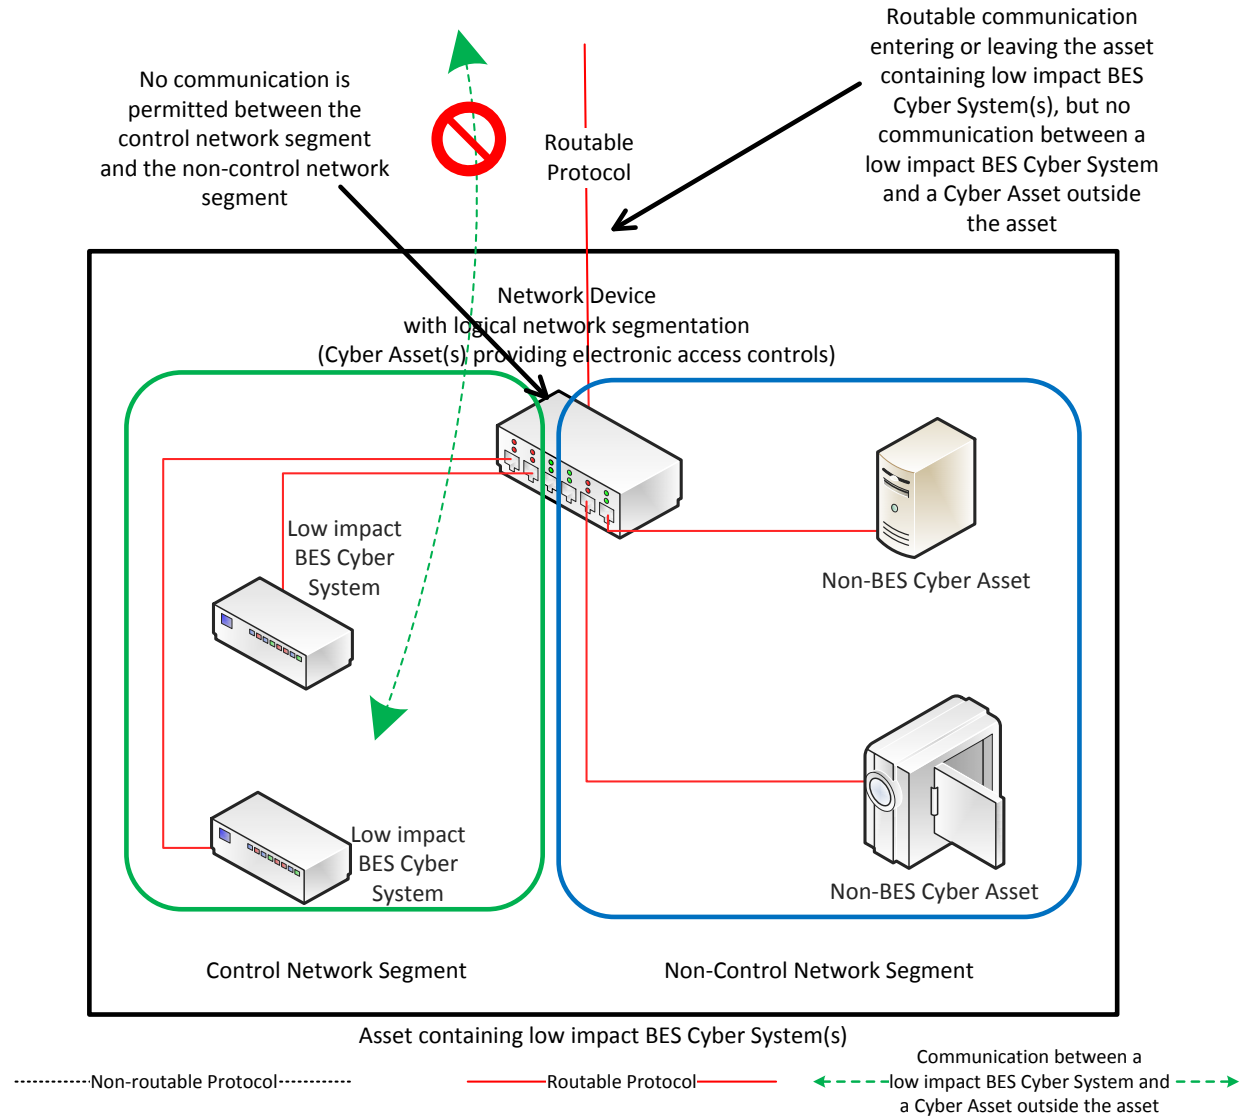 No communication is
permitted between the
control network segment
and the non-control network
segment
Routable
Protocol
Routable communication
entering or leaving the asset
containing low impact BES
Cyber System(s), but no
communication between a
low impact BES Cyber System
and a Cyber Asset outside
the asset
Network Device
with logical network segmentation
(Cyber Asset(s) providing electronic access controls)
Low impact
BES Cyber
System
Low impact
BES Cyber
System
Non-BES Cyber Asset
Non-BES Cyber Asset
Control Network Segment
Non-Control Network Segment
Asset containing low impact BES Cyber System(s)
Non-routable Protocol
Routable Protocol
Communication between a
low impact BES Cyber System and
a Cyber Asset outside the asset